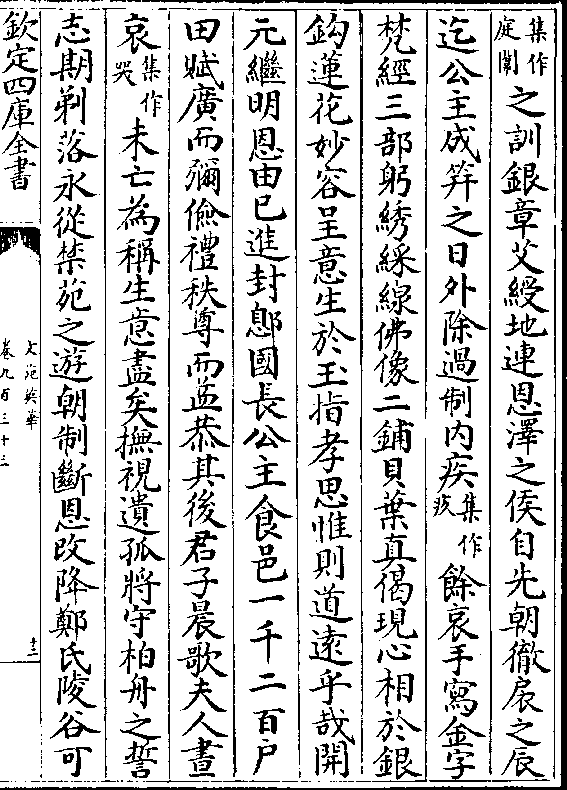 集作庭闈之訓銀章艾綬地連恩澤之侯自先朝徹扆之辰
迄公主成笄之日外除過制内疾集作疚餘哀手寫金字
梵經三部躬綉綵線佛像二鋪貝葉真偈現心相於銀
鈎蓮花妙容呈意生於玉指孝思惟則道遠乎哉開
元繼明恩由巳進封鄎國長公主食邑一千二百户
田賦廣而彌儉禮秩尊而益恭其後君子晨歌夫人晝
哀集作哭未亡為稱生意盡矣撫視遺孤將守柏舟之誓
志期剃落永從禁苑之遊朝制斷恩改降鄭氏陵谷可
欽定四庫全書
文苑英華
卷九百三十三
十三